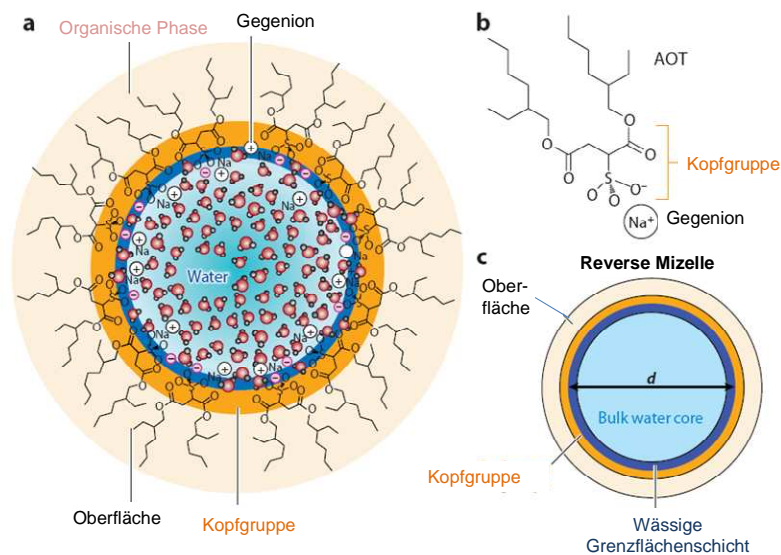 a
Organische Phase
Gegenion
Water
Oberfläche
Kopfgruppe
b
AOT
Kopfgruppe
Na⁺
Gegenion
c
Reverse Mizelle
Ober-
fläche
d
Bulk water core
Kopfgruppe
Wässige
Grenzflächenschicht